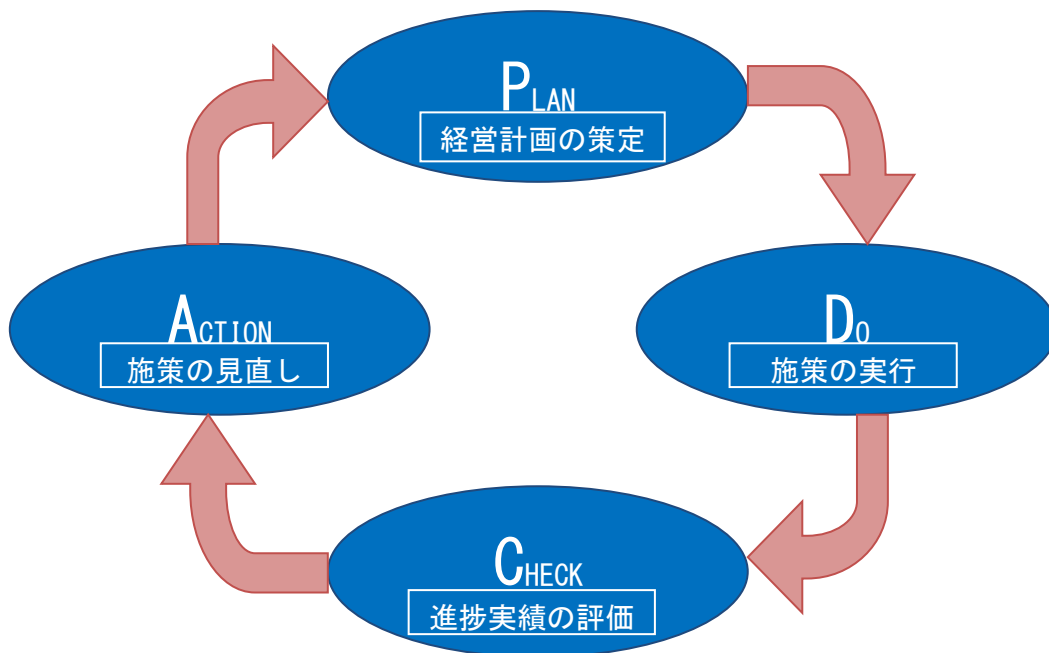 PLAN
経営計画の策定
DO
施策の実行
CHECK
進捗実績の評価
ACTION
施策の見直し